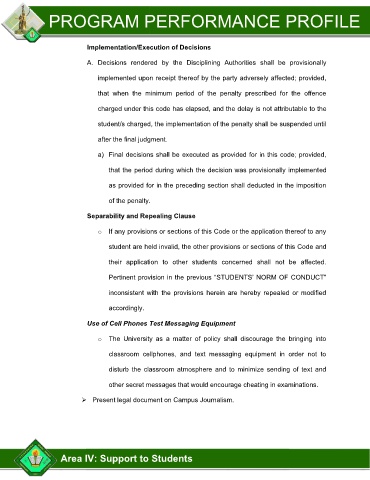 PROGRAM PERFORMANCE PROFILE
Implementation/Execution of Decisions
A. Decisions rendered by the Disciplining Authorities shall be provisionally
implemented upon receipt thereof by the party adversely affected; provided,
that when the minimum period of the penalty prescribed for the offence
charged under this code has elapsed, and the delay is not attributable to the
student/s charged, the implementation of the penalty shall be suspended until
after the final judgment.
a) Final decisions shall be executed as provided for in this code; provided,
that the period during which the decision was provisionally implemented
as provided for in the preceding section shall deducted in the imposition
of the penalty.
Separability and Repealing Clause
o If any provisions or sections of this Code or the application thereof to any
student are held invalid, the other provisions or sections of this Code and
their application to other students concerned shall not be affected.
Pertinent provision in the previous "STUDENTS' NORM OF CONDUCT"
inconsistent with the provisions herein are hereby repealed or modified
accordingly.
Use of Cell Phones Test Messaging Equipment
o The University as a matter of policy shall discourage the bringing into
classroom cellphones, and text messaging equipment in order not to
disturb the classroom atmosphere and to minimize sending of text and
other secret messages that would encourage cheating in examinations.
➢ Present legal document on Campus Journalism.
Area IV: Support to Students